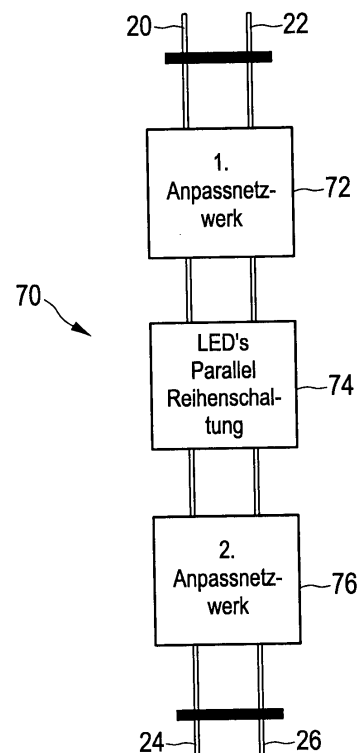 20 22
1.
Anpassnetz-
werk
72
70
LED's
Parallel
Reihenschal-
tung
74
2.
Anpassnetz-
werk
76
24 26